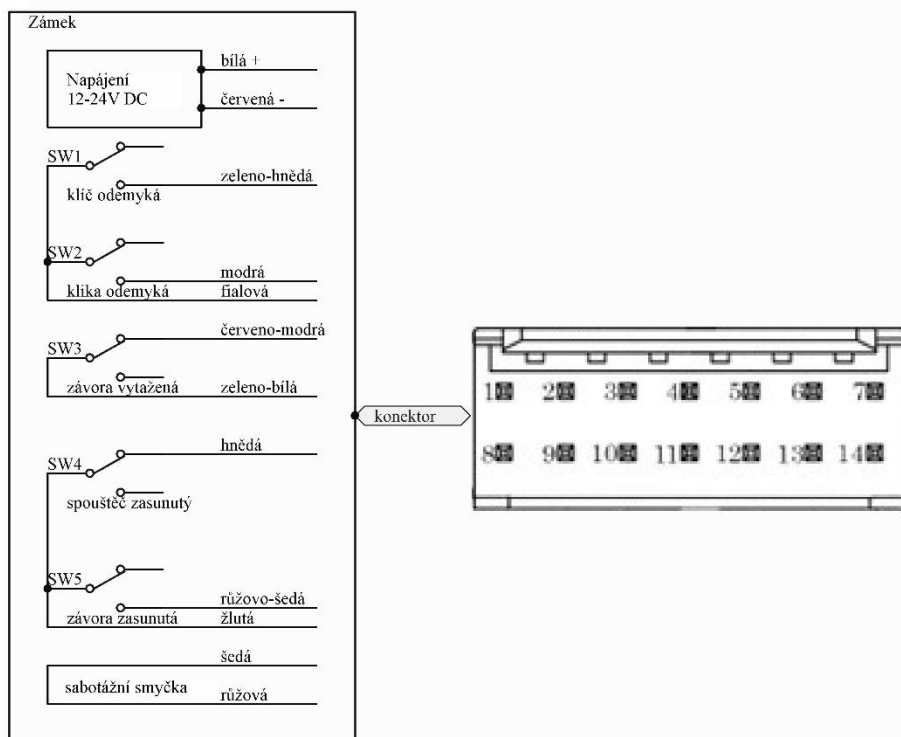 Zámek
Napájení
12-24V DC
bílá +
červená -
SW1
zeleno-hnědá
klíč odemyká
SW2
modrá
klika odemyká
fialová
červeno-modrá
SW3
závora vytažená
zeleno-bílá
konektor
hnědá
SW4
spouštěč zasunutý
SW5
růžovo-šedá
závora zasunutá
žlutá
šedá
sabotážní smyčka
růžová
1 2 3 4 5 6 7
8 9 10 11 12 13 14